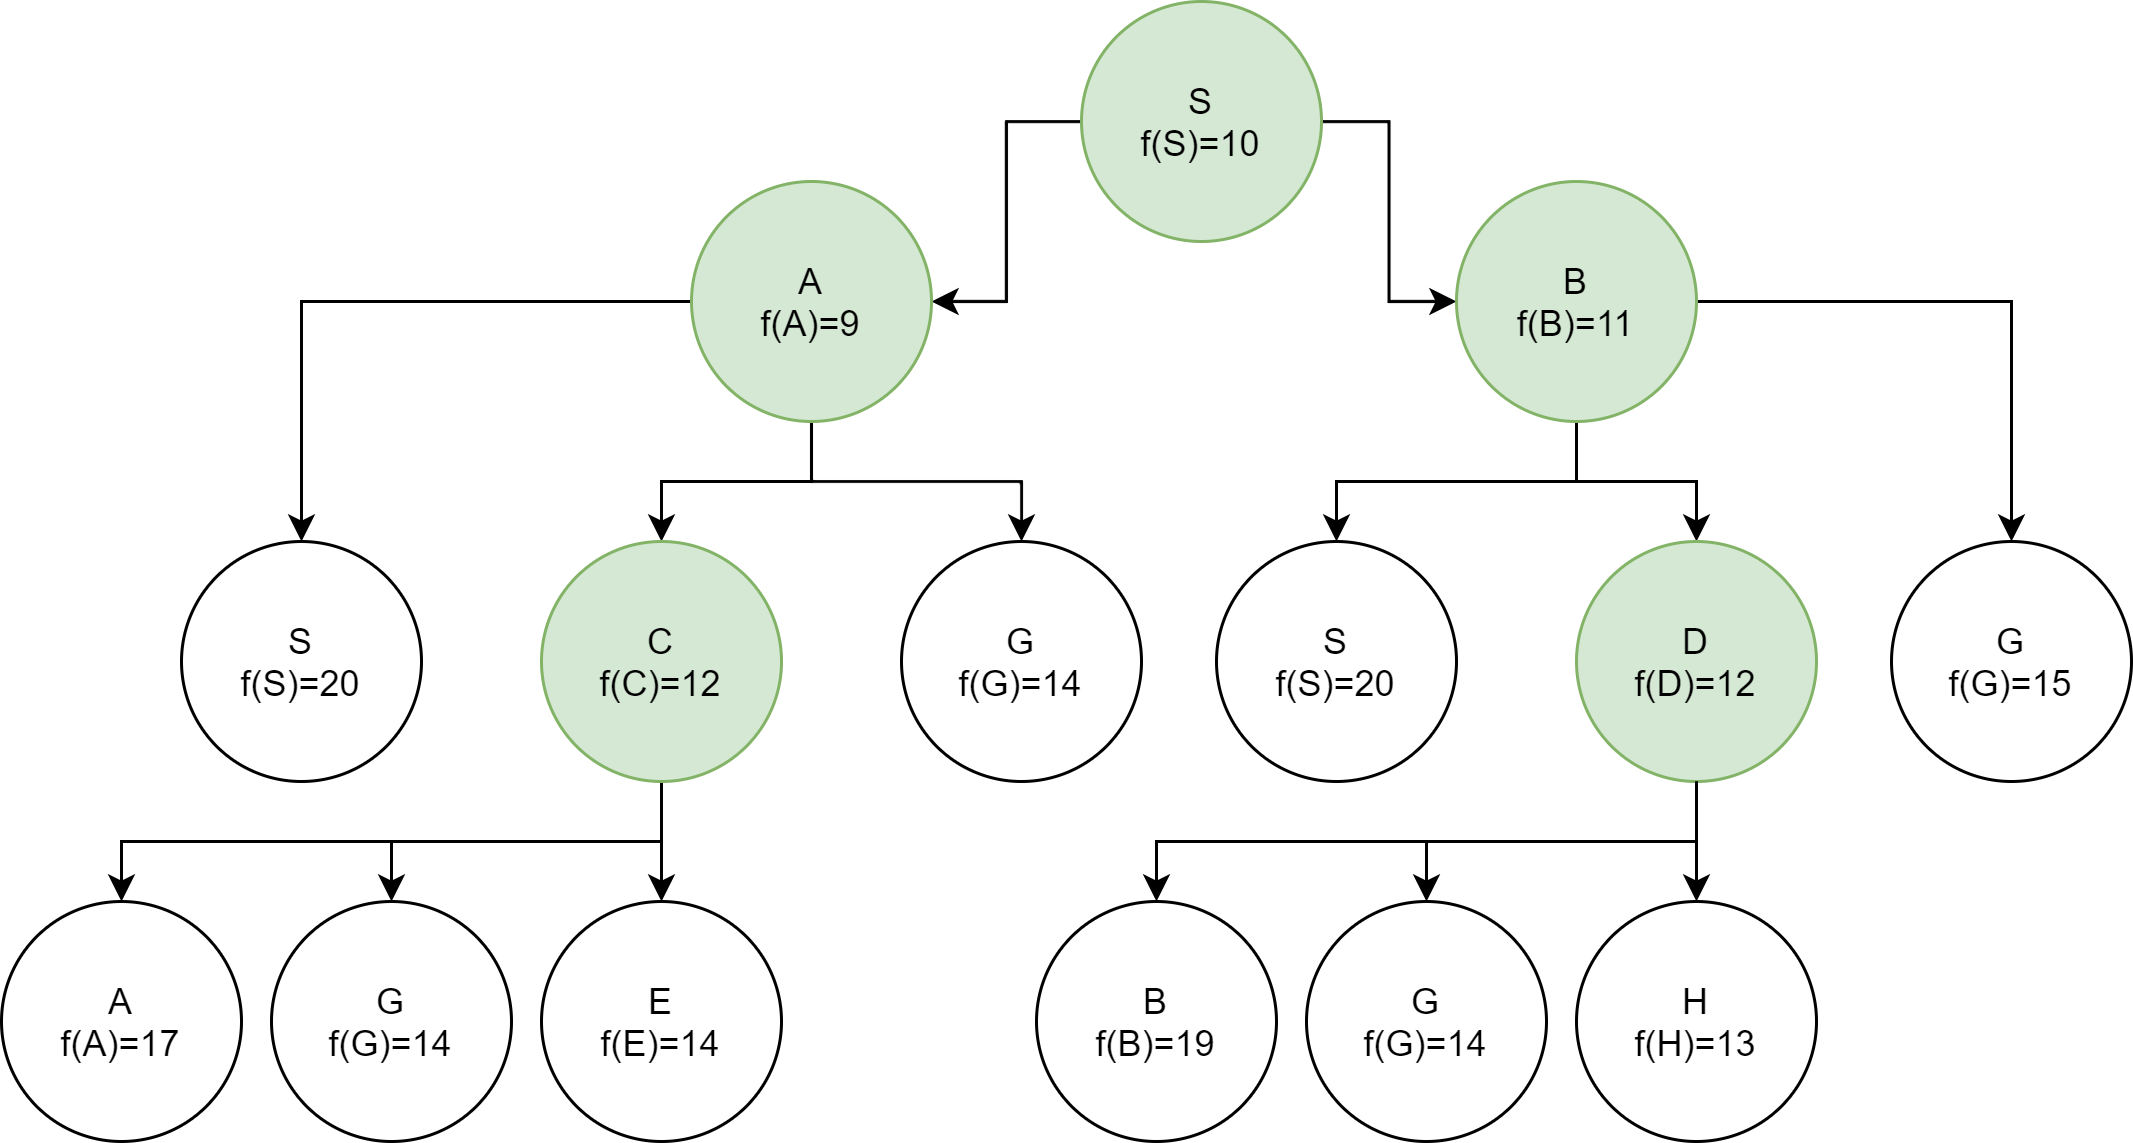 S
f(S)=10
A
f(A)=9
B
f(B)=11
S
f(S)=20
C
f(C)=12
G
f(G)=14
S
f(S)=20
D
f(D)=12
G
f(G)=15
A
f(A)=17
G
f(G)=14
E
f(E)=14
B
f(B)=19
G
f(G)=14
H
f(H)=13